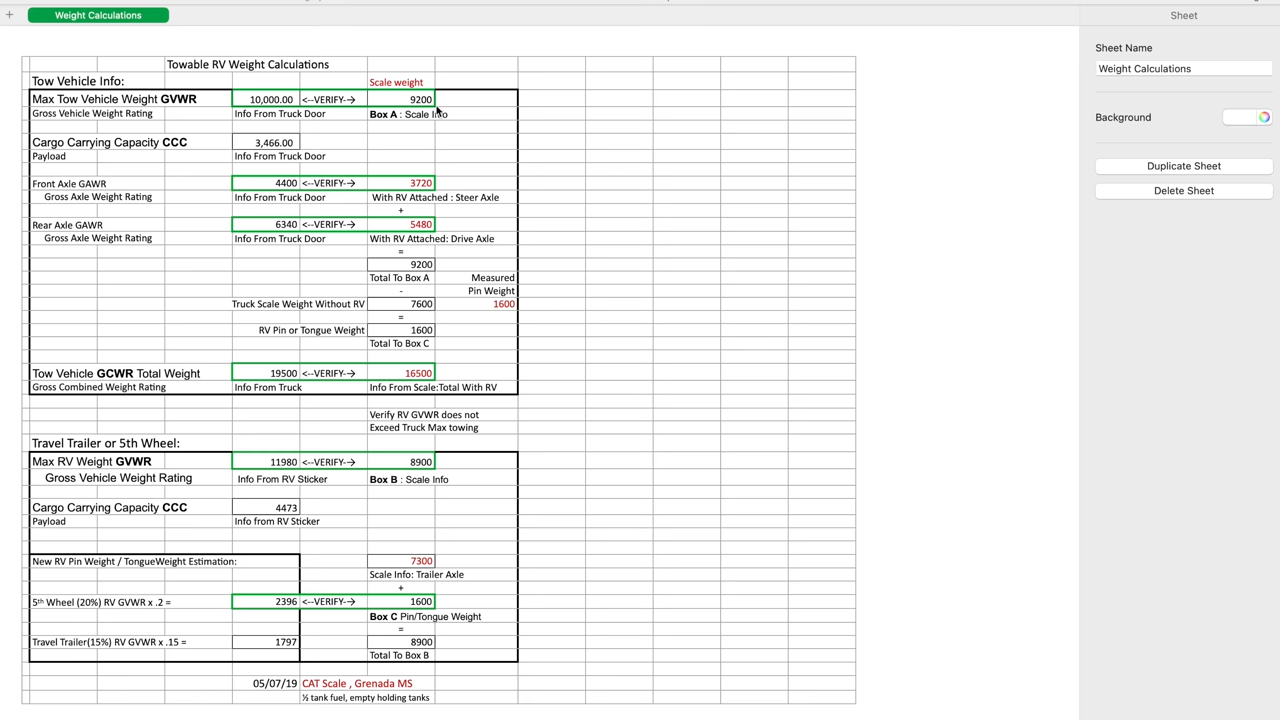 + Weight Calculations
Sheet
Sheet Name
Weight Calculations
Background
Duplicate Sheet
Delete Sheet
Towable RV Weight Calculations
Tow Vehicle Info: Scale weight
Max Tow Vehicle Weight GVWR 10,000.00 <--VERIFY-→ 9200
Gross Vehicle Weight Rating Info From Truck Door Box A : Scale Info
Cargo Carrying Capacity CCC 3,466.00
Payload Info From Truck Door
Front Axle GAWR 4400 <--VERIFY-→ 3720
Gross Axle Weight Rating Info From Truck Door With RV Attached : Steer Axle
+
Rear Axle GAWR 6340 <--VERIFY-→ 5480
Gross Axle Weight Rating Info From Truck Door With RV Attached: Drive Axle
=
9200
Total To Box A Measured
- Pin Weight
Truck Scale Weight Without RV 7600 1600
=
RV Pin or Tongue Weight 1600
Total To Box C
Tow Vehicle GCWR Total Weight 19500 <--VERIFY-→ 16500
Gross Combined Weight Rating Info From Truck Info From Scale:Total With RV
Verify RV GVWR does not
Exceed Truck Max towing
Travel Trailer or 5th Wheel:
Max RV Weight GVWR 11980 <--VERIFY-→ 8900
Gross Vehicle Weight Rating Info From RV Sticker Box B : Scale Info
Cargo Carrying Capacity CCC 4473
Payload Info from RV Sticker
New RV Pin Weight / TongueWeight Estimation: 7300
Scale Info: Trailer Axle
+
5th Wheel (20%) RV GVWR x .2 = 2396 <--VERIFY-→ 1600
Box C Pin/Tongue Weight
=
Travel Trailer(15%) RV GVWR x .15 = 1797 8900
Total To Box B
05/07/19 CAT Scale , Grenada MS
½ tank fuel, empty holding tanks